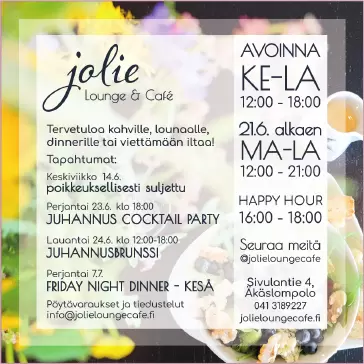 jolie
Lounge & Café
Tervetuloa kahville, lounaalle,
dinnerille tai viettämään iltaa!
Tapahtumat:
Keskiviikko 14.6.
poikkeuksellisesti suljettu
Perjantai 23.6. klo 18:00
JUHANNUS COCKTAIL PARTY
Lauantai 24.6. klo 12:00-18:00
JUHANNUSBRUNSSI
Perjantai 7.7.
FRIDAY NIGHT DINNER - KESÄ
Pöytävaraukset ja tiedustelut
info@jolieloungecafe.fi
AVOINNA
KE-LA
12:00 - 18:00
21.6. alkaen
MA-LA
12:00 - 21:00
HAPPY HOUR
16:00 - 18:00
Seuraa meitä
@jolieloungecafe
Sivulantie 4,
Äkäslompolo
041 3189227
jolieloungecafe.fi